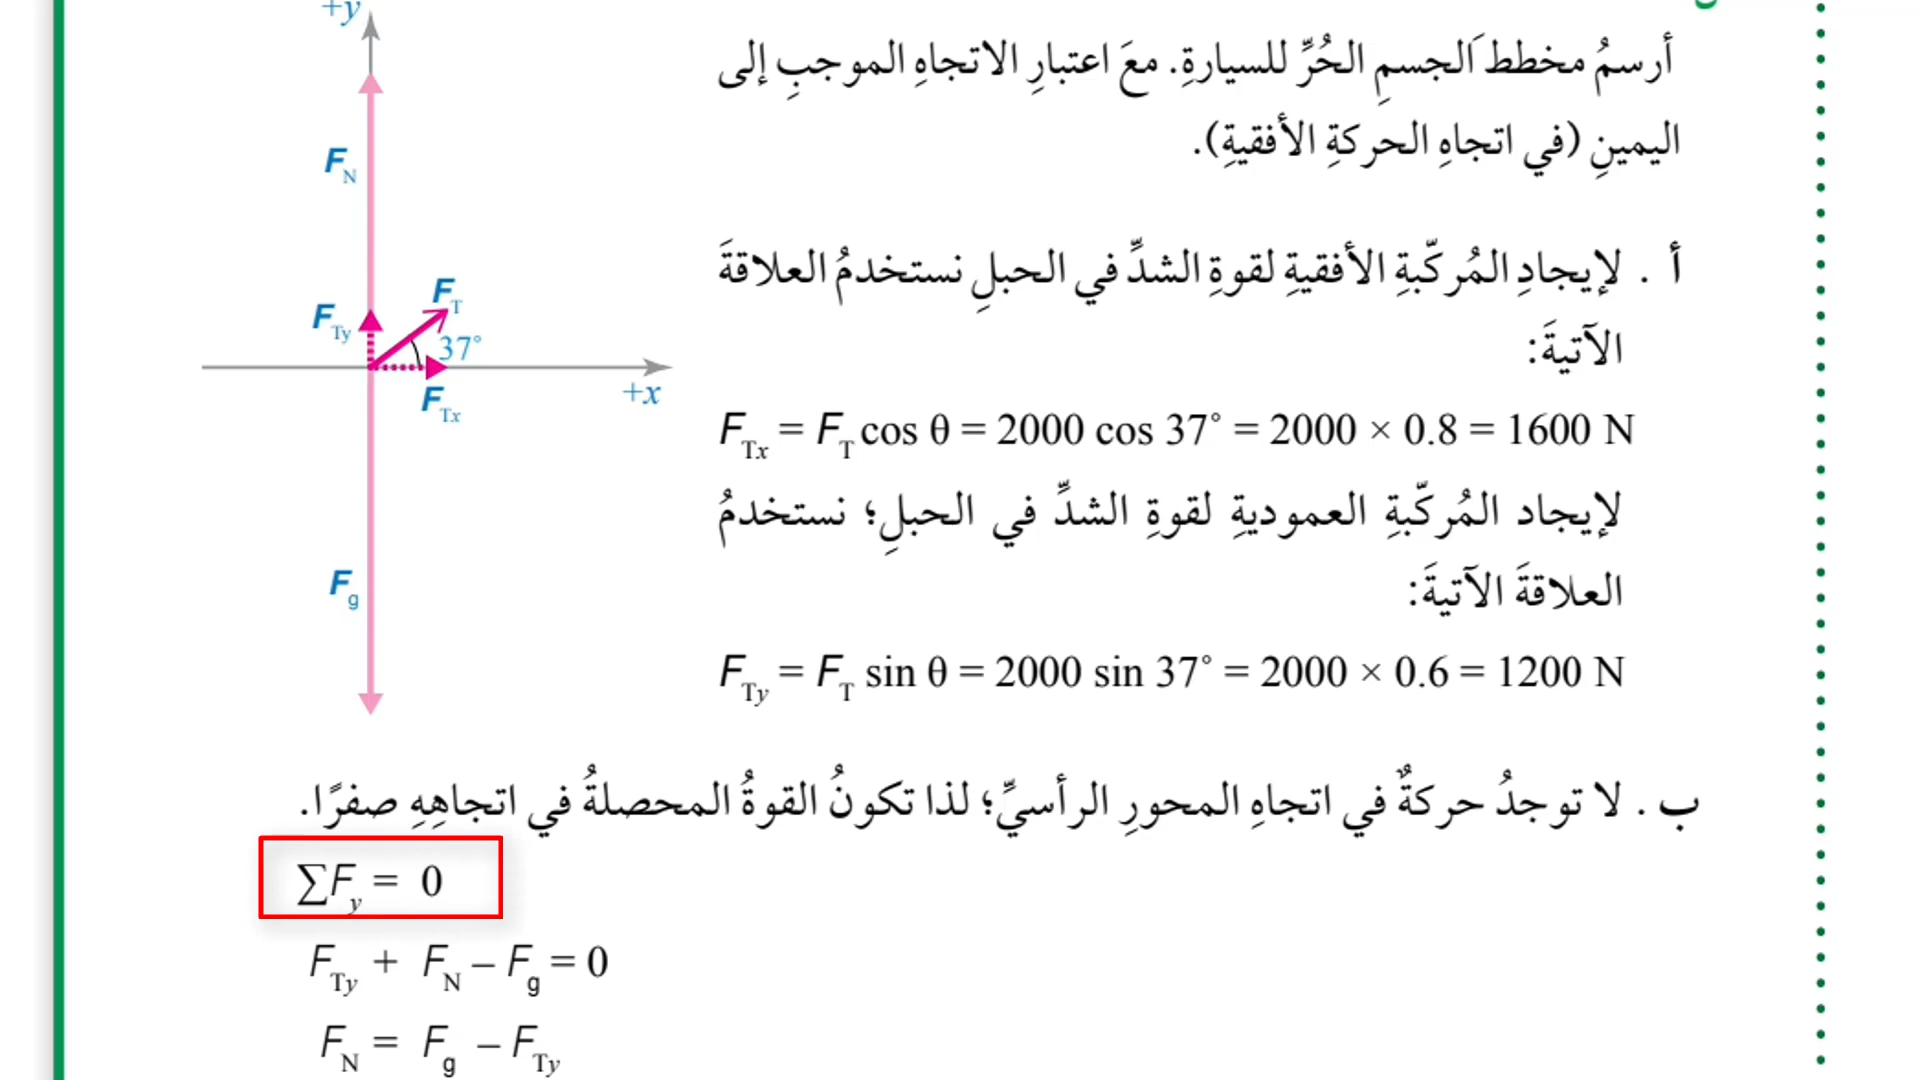 أرسمُ مخططَ الجسمِ الحُرِّ للسيارةِ. معَ اعتبارِ الاتجاهِ الموجبِ إلى
اليمينِ (في اتجاهِ الحركةِ الأفقيةِ).
أ . لإيجادِ المُركّبةِ الأفقيةِ لقوةِ الشدِّ في الحبلِ نستخدمُ العلاقةَ
الآتيةَ:
F_Tx = F_T cos θ = 2000 cos 37° = 2000 × 0.8 = 1600 N
لإيجاد المُركّبةِ العموديةِ لقوةِ الشدِّ في الحبلِ؛ نستخدمُ
العلاقةَ الآتيةَ:
F_Ty = F_T sin θ = 2000 sin 37° = 2000 × 0.6 = 1200 N
+y
F_N
F_T
F_Ty
37°
F_Tx
+x
F_g
ب . لا توجدُ حركةٌ في اتجاهِ المحورِ الرأسيِّ؛ لذا تكونُ القوةُ المحصلةُ في اتجاهِهِ صفرًا.
∑F_y = 0
F_Ty + F_N – F_g = 0
F_N = F_g – F_Ty